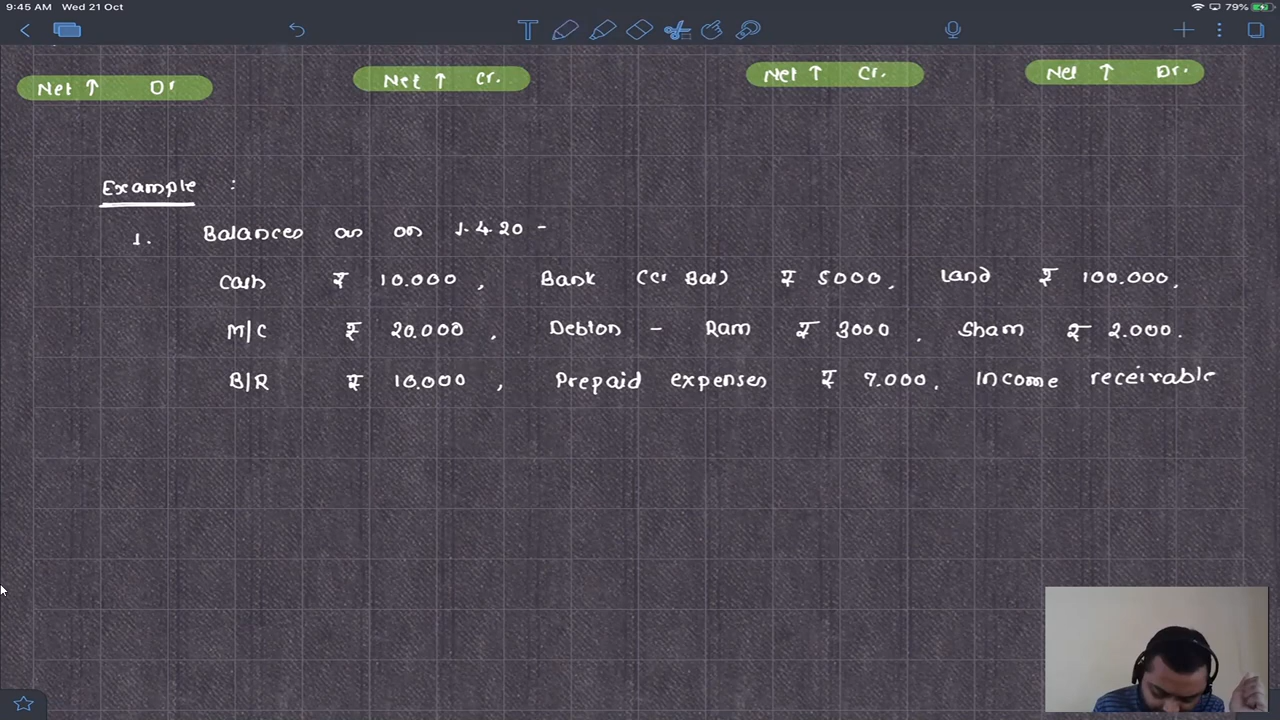 9:45 AM Wed 21 Oct
79%
Net ↑ Dr
Net ↑ Cr.
Net ↑ Cr.
Net ↑ Dr.
Example :
1. Balances as on 1.4.20 -
Cash ₹ 10.000 , Bank (Cr Bal) ₹ 5000 , Land ₹ 100.000 ,
M/C ₹ 20.000 , Debtors - Ram ₹ 3000 , Sham ₹ 2.000 .
B/R ₹ 10.000 , Prepaid expenses ₹ 7.000 , Income receivable